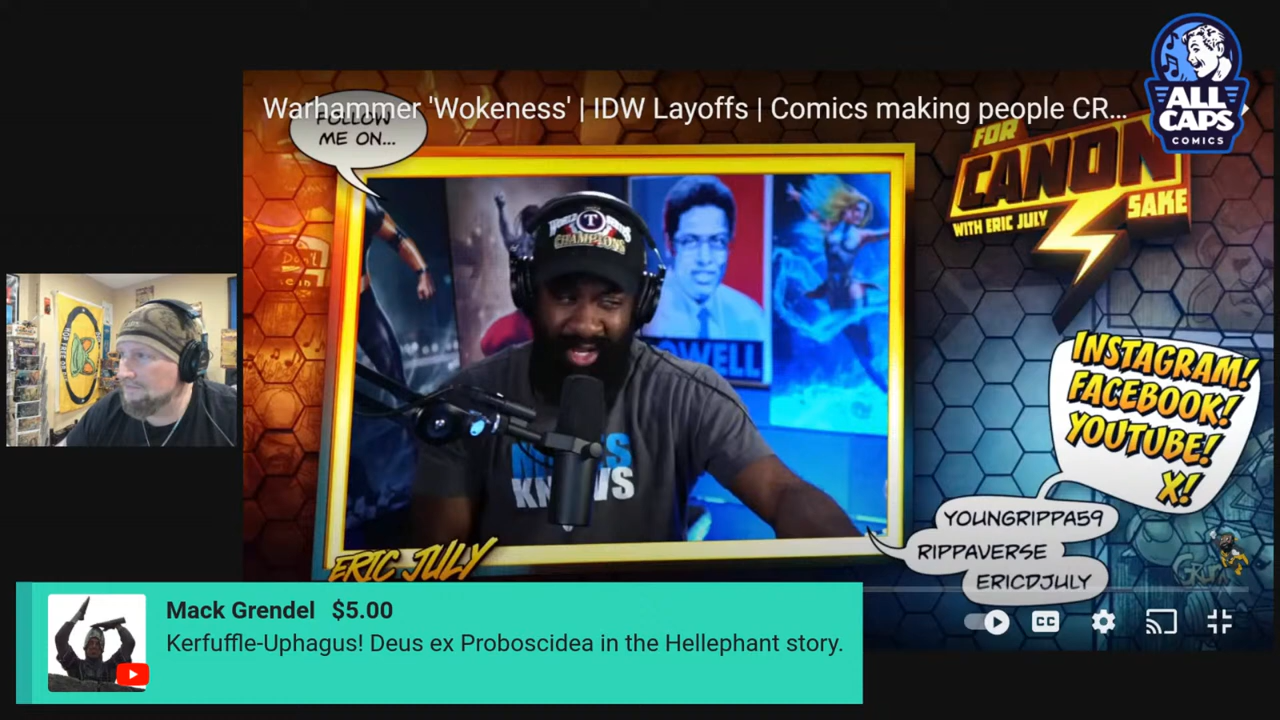 Warhammer 'Wokeness' | IDW Layoffs | Comics making people CR...
ALL
CAPS
COMICS
FOLLOW
ME ON...
FOR
CANON
SAKE
WITH ERIC JULY
CHAMPIONS
T
SOWELL
KNOWS
INSTAGRAM!
FACEBOOK!
YOUTUBE!
X!
YOUNGRIPPA59
RIPPAVERSE
ERICDJULY
ERIC JULY
CC
Mack Grendel $5.00
Kerfuffle-Uphagus! Deus ex Proboscidea in the Hellephant story.